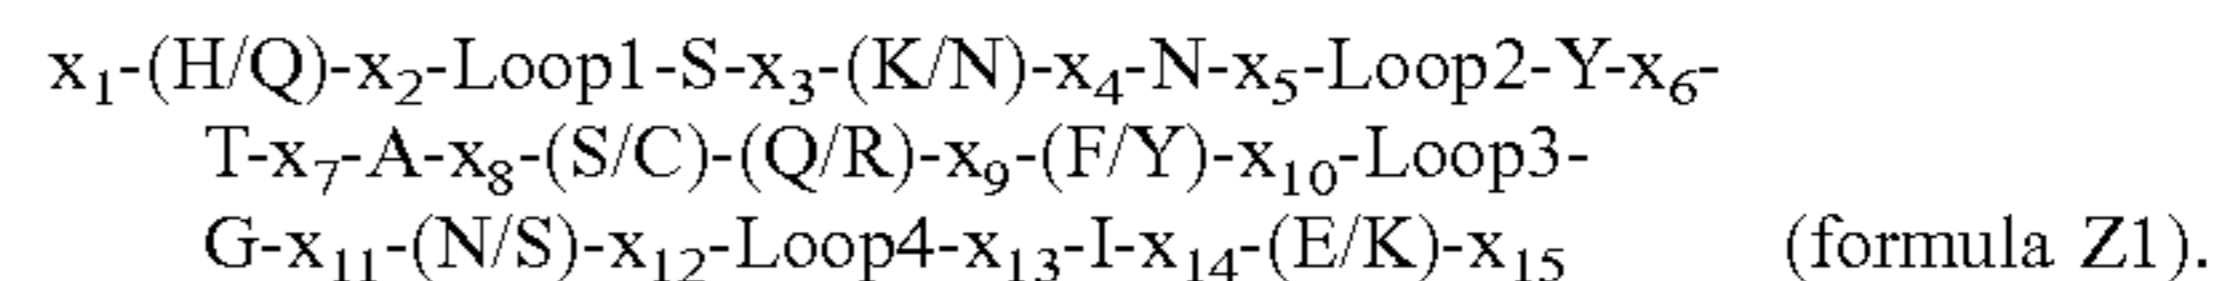 x₁-(H/Q)-x₂-Loop1-S-x₃-(K/N)-x₄-N-x₅-Loop2-Y-x₆-
T-x₇-A-x₈-(S/C)-(Q/R)-x₉-(F/Y)-x₁₀-Loop3-
G-x₁₁-(N/S)-x₁₂-Loop4-x₁₃-I-x₁₄-(E/K)-x₁₅ (formula Z1).